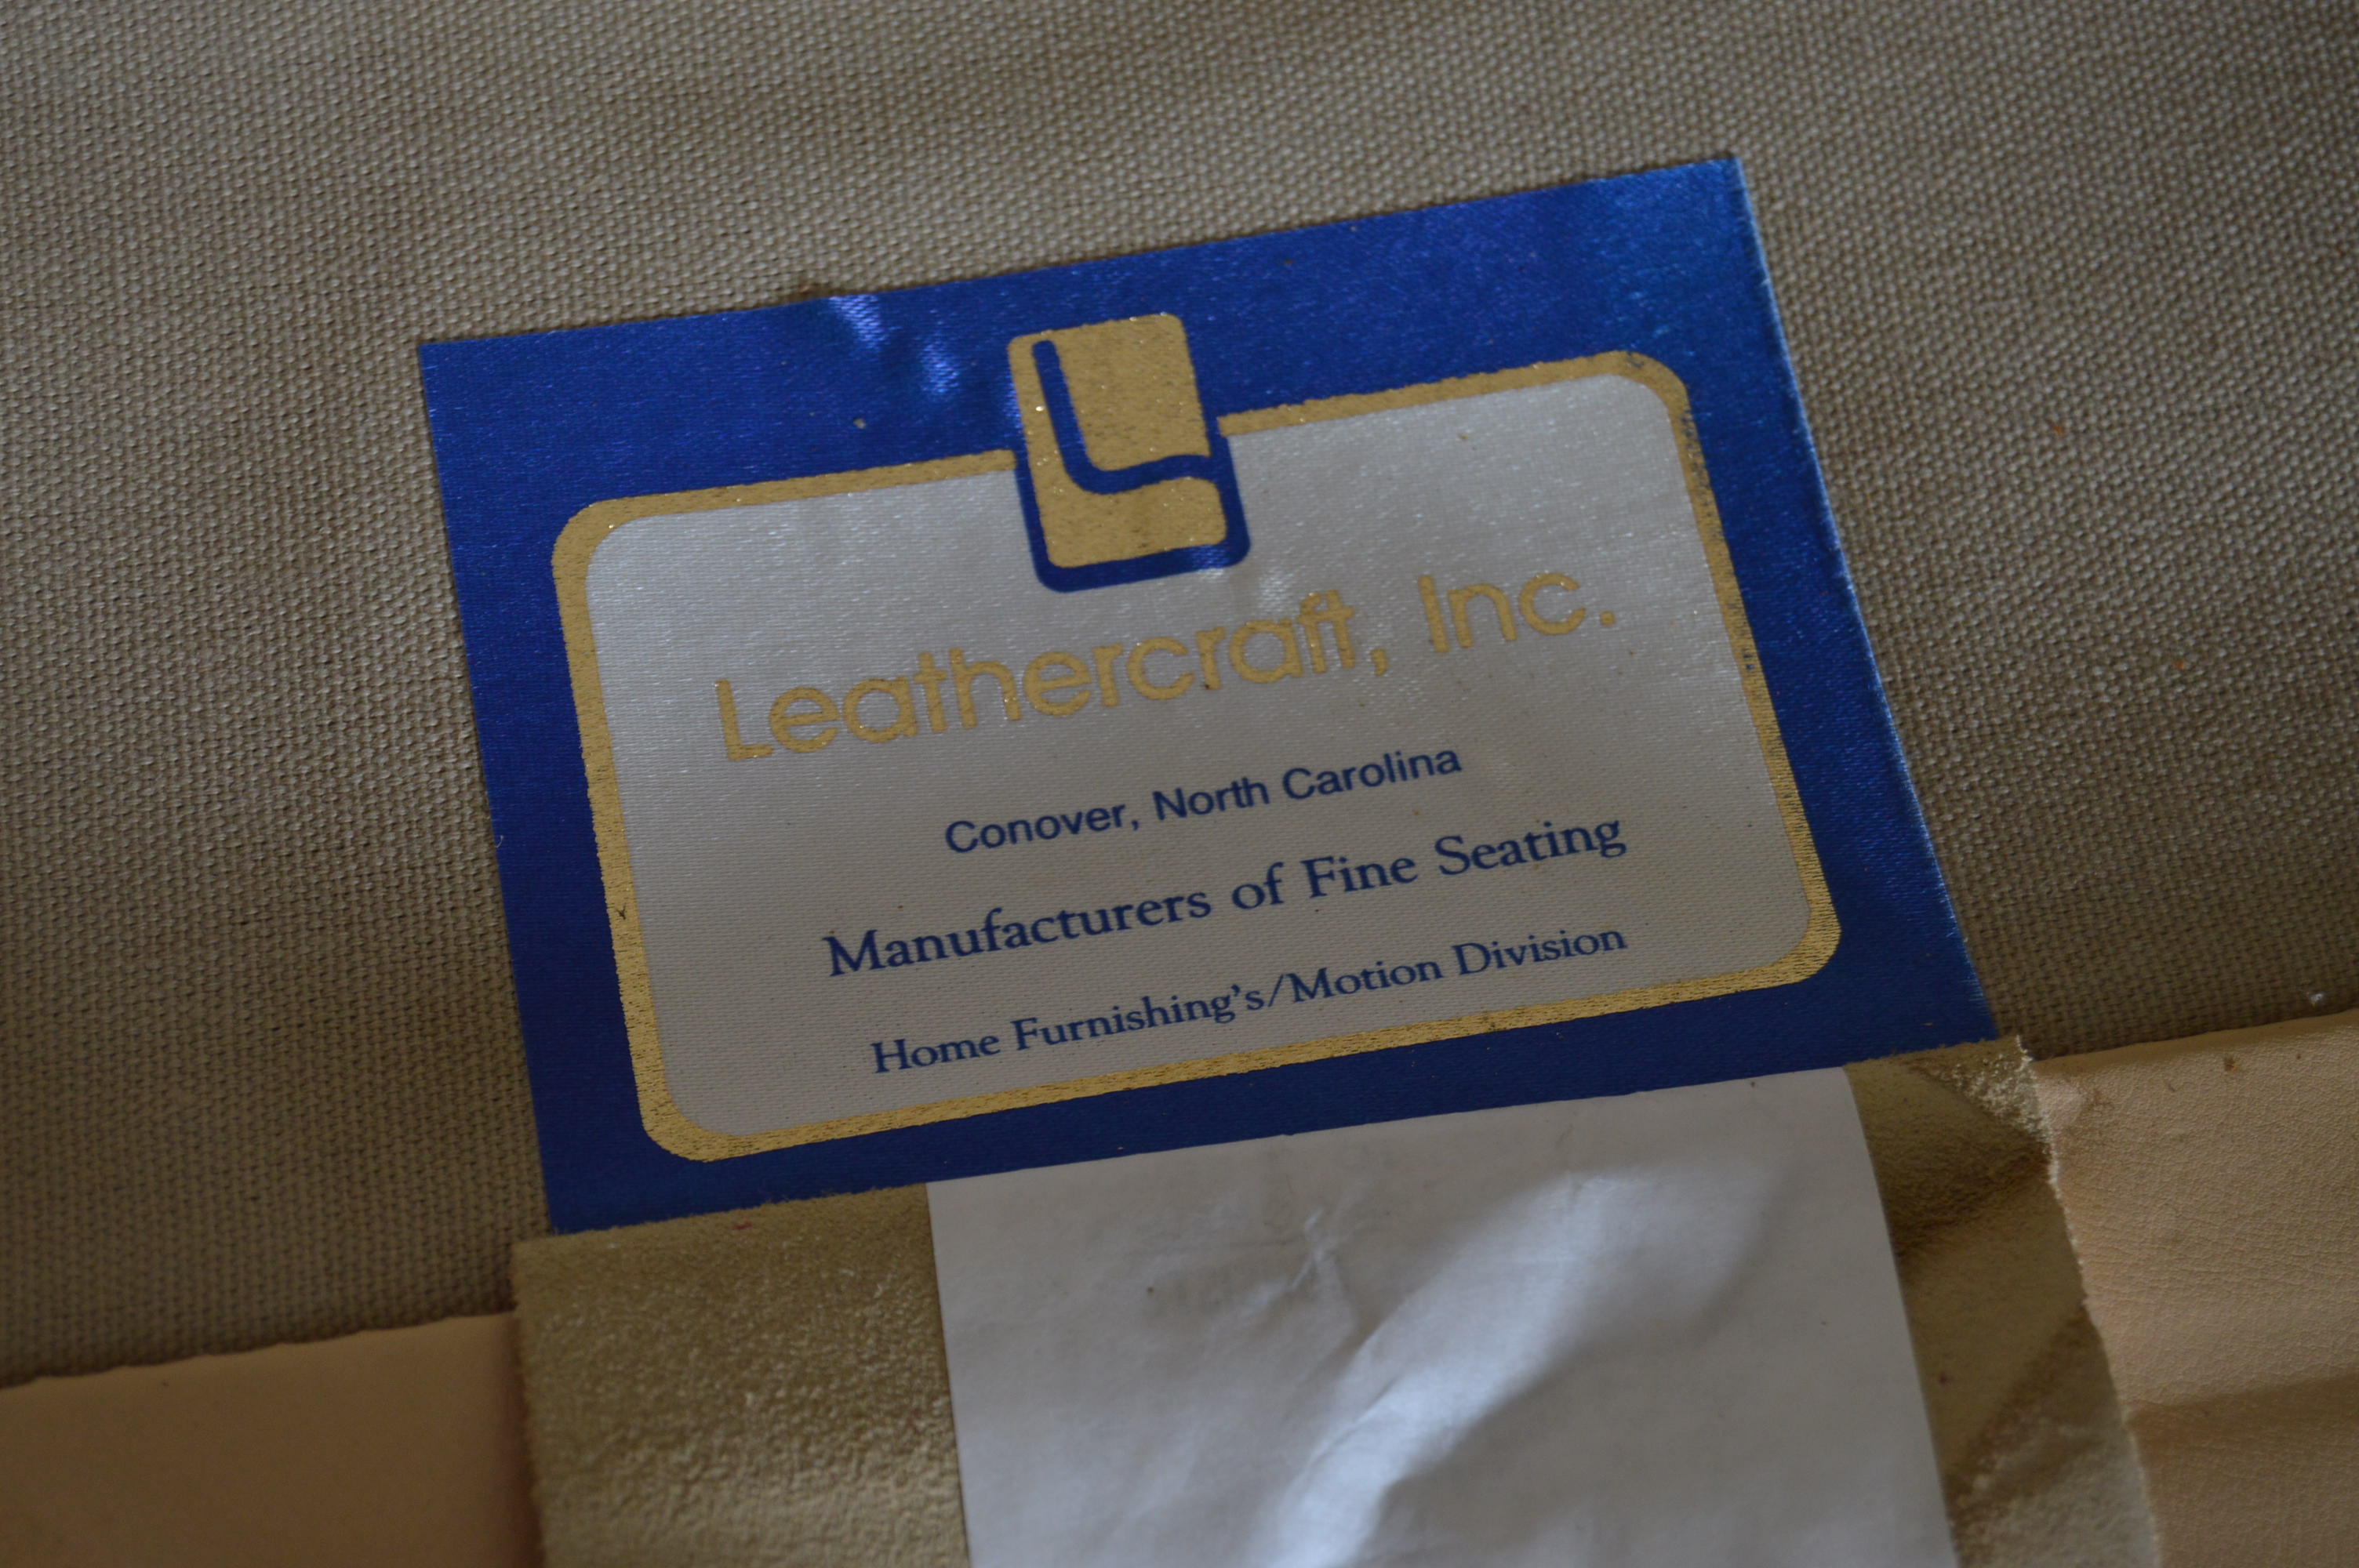 L
Leathercraft, Inc.
Conover, North Carolina
Manufacturers of Fine Seating
Home Furnishing's/Motion Division